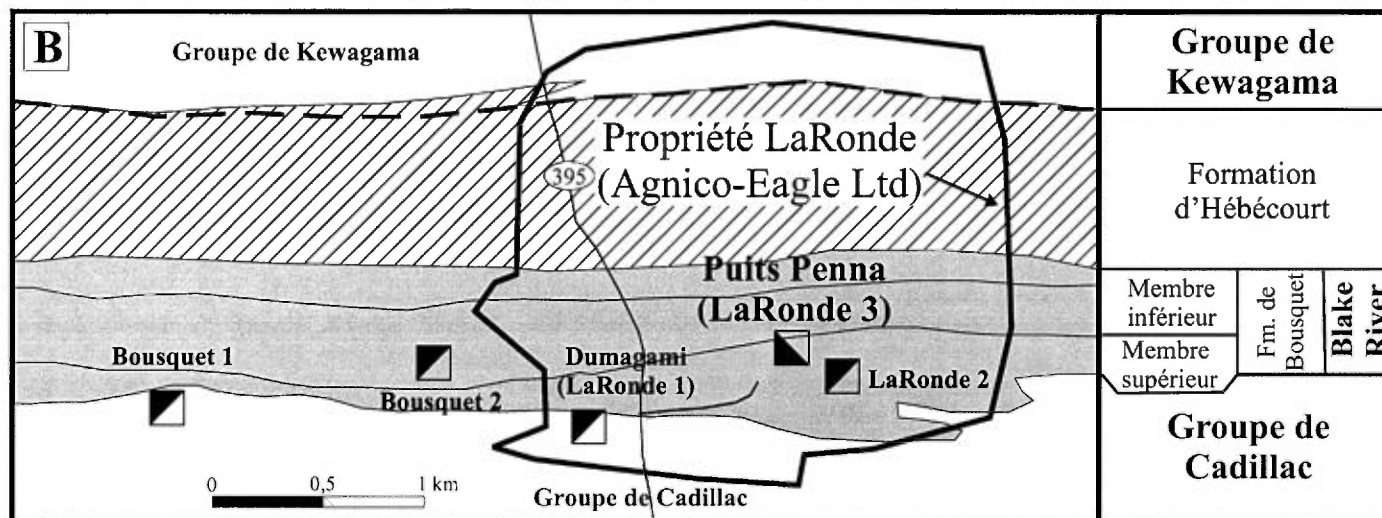 B
Groupe de Kewagama
395
Propriété LaRonde
(Agnico-Eagle Ltd)
Puits Penna
(LaRonde 3)
Bousquet 1
Bousquet 2
Dumagami
(LaRonde 1)
LaRonde 2
0 0,5 1 km
Groupe de Cadillac
Groupe de
Kewagama
Formation
d'Hébécourt
Membre
inférieur
Membre
supérieur
Fm. de
Bousquet
Blake
River
Groupe de
Cadillac